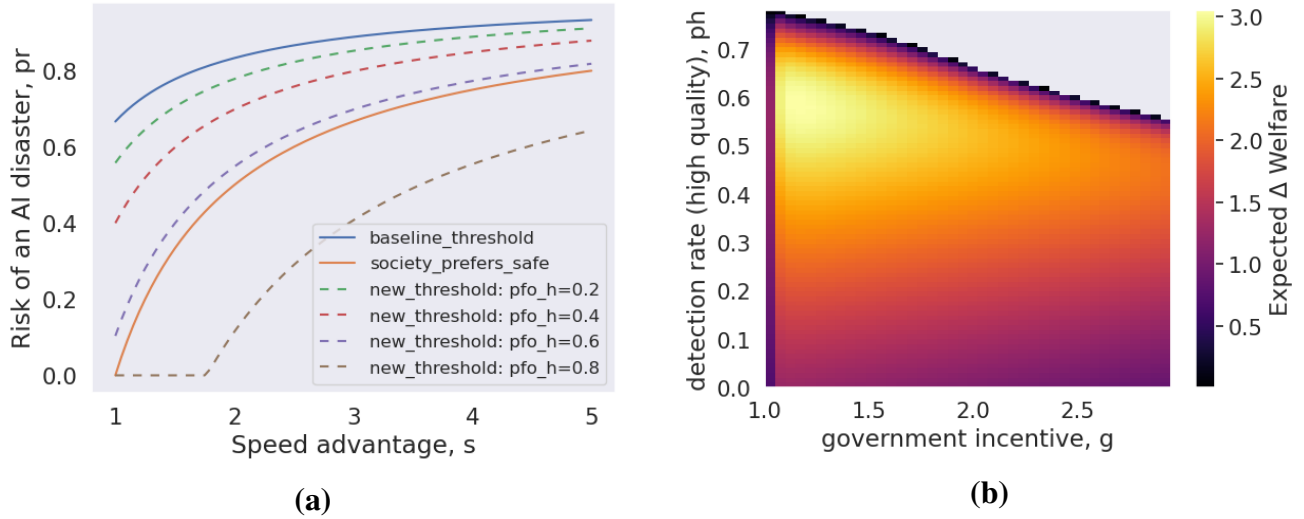 Risk of an AI disaster, pr
0.8
0.6
0.4
0.2
0.0
baseline_threshold
society_prefers_safe
new_threshold: pfo_h=0.2
new_threshold: pfo_h=0.4
new_threshold: pfo_h=0.6
new_threshold: pfo_h=0.8
1 2 3 4 5
Speed advantage, s
(a)
detection rate (high quality), ph
0.7
0.6
0.5
0.4
0.3
0.2
0.1
0.0
1.0 1.5 2.0 2.5
government incentive, g
3.0
2.5
2.0
1.5
1.0
0.5
Expected Δ Welfare
(b)